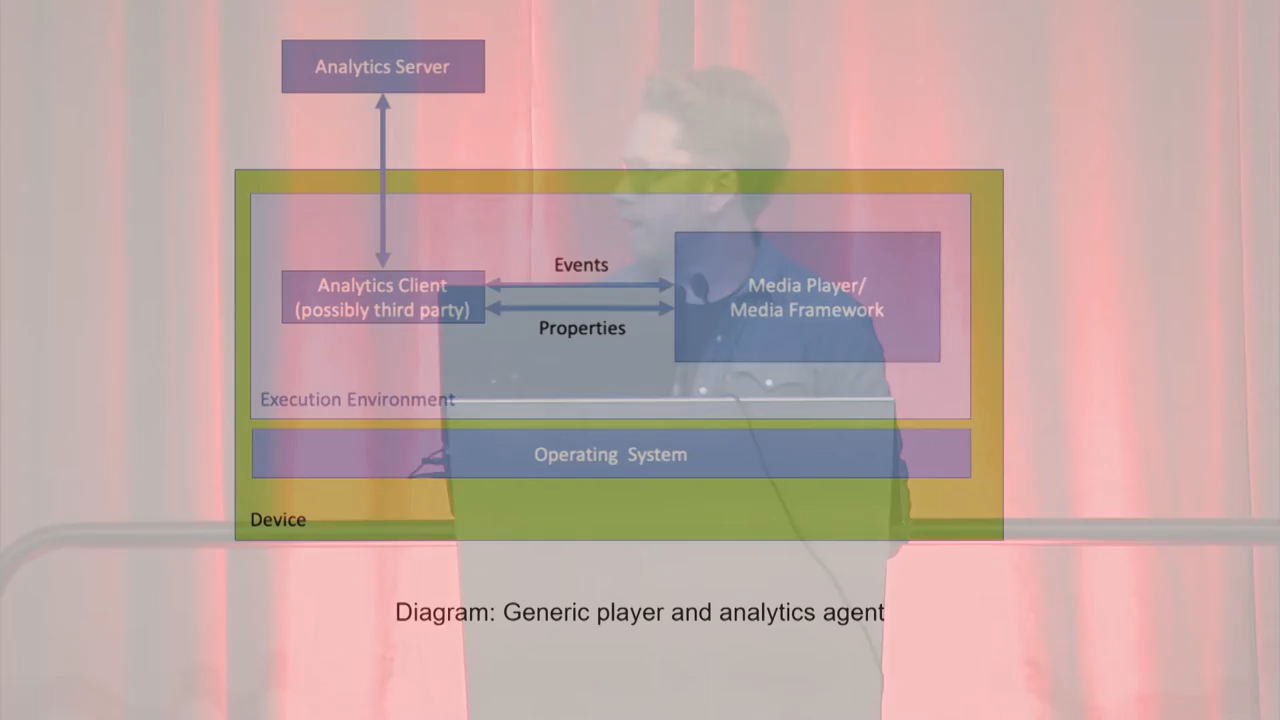 Analytics Server
Events
Analytics Client
(possibly third party)
Media Player/
Media Framework
Properties
Execution Environment
Operating System
Device
Diagram: Generic player and analytics agent